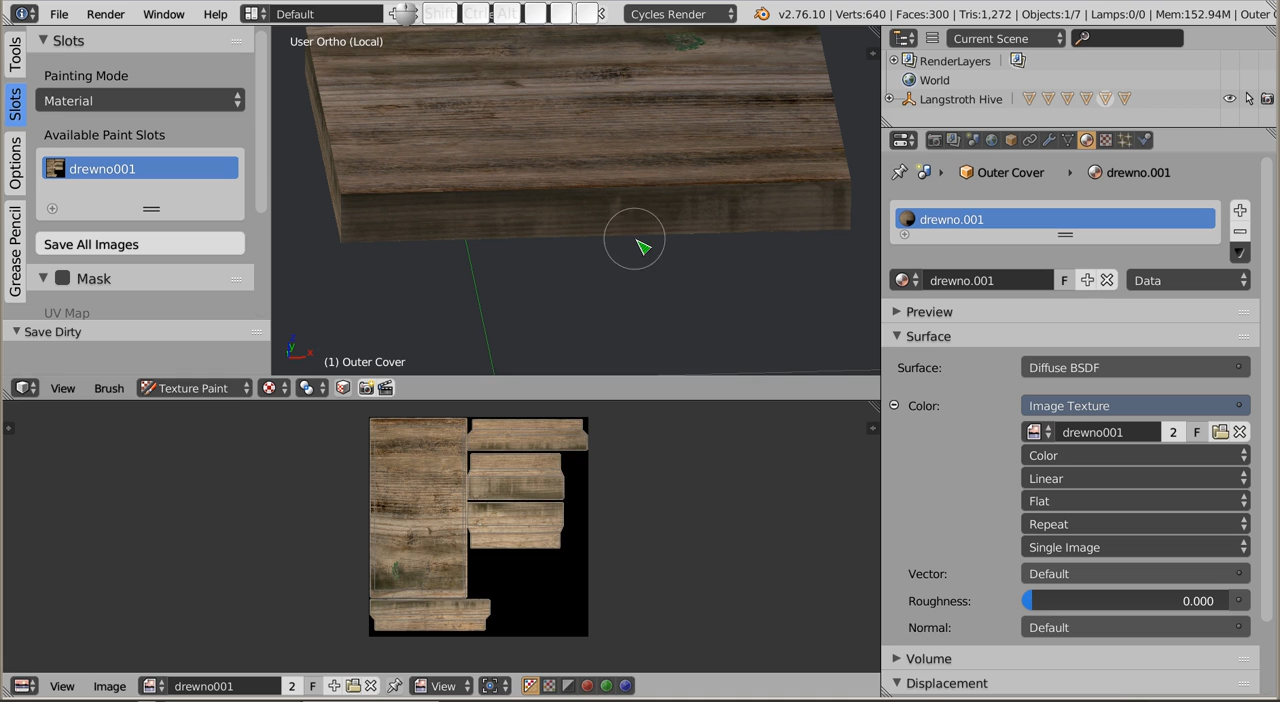 File Render Window Help Default Shift Ctrl Alt Cycles Render v2.76.10 | Verts:640 | Faces:300 | Tris:1,272 | Objects:1/7 | Lamps:0/0 | Mem:152.94M | Outer
Tools
Slots
Options
Grease Pencil
Slots
Painting Mode
Material
Available Paint Slots
drewno001
Save All Images
Mask
UV Map
Save Dirty
User Ortho (Local)
(1) Outer Cover
View Brush Texture Paint
View Image drewno001 2 F View
Current Scene
RenderLayers
World
Langstroth Hive
Outer Cover drewno.001
drewno.001
drewno.001 F Data
Preview
Surface
Surface: Diffuse BSDF
Color: Image Texture
drewno001 2 F
Color
Linear
Flat
Repeat
Single Image
Vector: Default
Roughness: 0.000
Normal: Default
Volume
Displacement